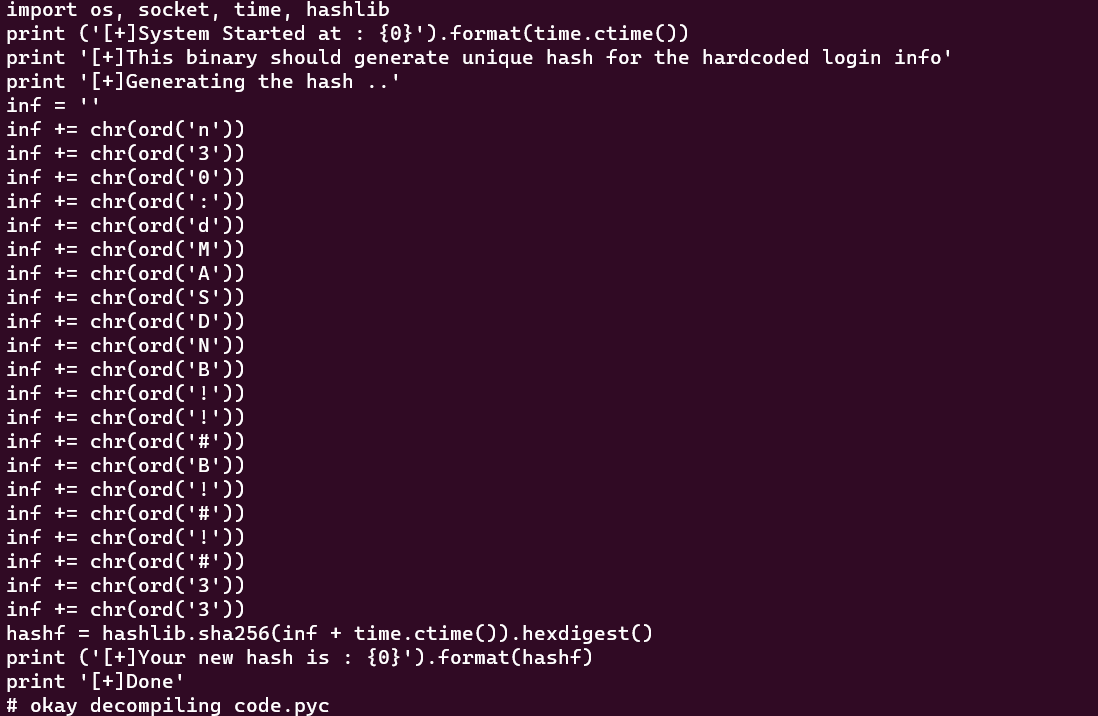 import os, socket, time, hashlib
print ('[+]System Started at : {0}').format(time.ctime())
print '[+]This binary should generate unique hash for the hardcoded login info'
print '[+]Generating the hash ..'
inf = ''
inf += chr(ord('n'))
inf += chr(ord('3'))
inf += chr(ord('0'))
inf += chr(ord(':'))
inf += chr(ord('d'))
inf += chr(ord('M'))
inf += chr(ord('A'))
inf += chr(ord('S'))
inf += chr(ord('D'))
inf += chr(ord('N'))
inf += chr(ord('B'))
inf += chr(ord('!'))
inf += chr(ord('!'))
inf += chr(ord('#'))
inf += chr(ord('B'))
inf += chr(ord('!'))
inf += chr(ord('#'))
inf += chr(ord('!'))
inf += chr(ord('#'))
inf += chr(ord('3'))
inf += chr(ord('3'))
hashf = hashlib.sha256(inf + time.ctime()).hexdigest()
print ('[+]Your new hash is : {0}').format(hashf)
print '[+]Done'
# okay decompiling code.pyc